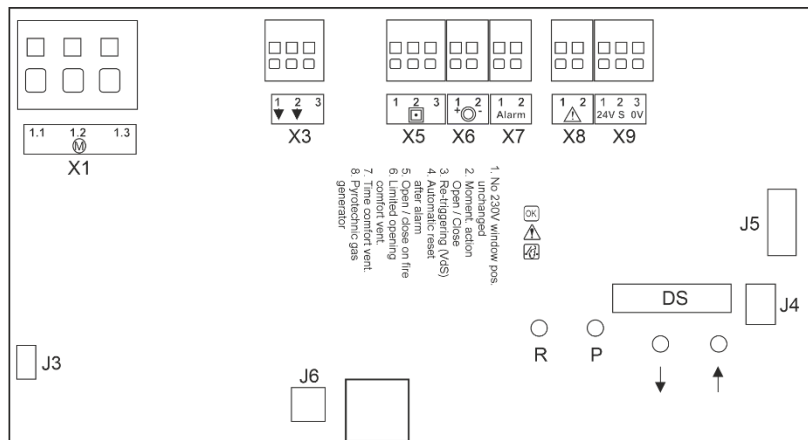 1 2 3
1 2 3
1 2
1 2
1 2
1 2 3
+ -
Alarm
24V S 0V
1.1 1.2 1.3
M
X1
X3
X5
X6
X7
X8
X9
1. No 230V window pos.
unchanged
2. Moment. action
Open / Close
3. Re-triggering (VdS)
4. Automatic reset
5. Open / close on fire
after alarm
6. Limited opening
comfort vent.
7. Time comfort vent.
8. Pyrotechnic gas
generator
OK
J5
DS
J4
R
P
J3
J6